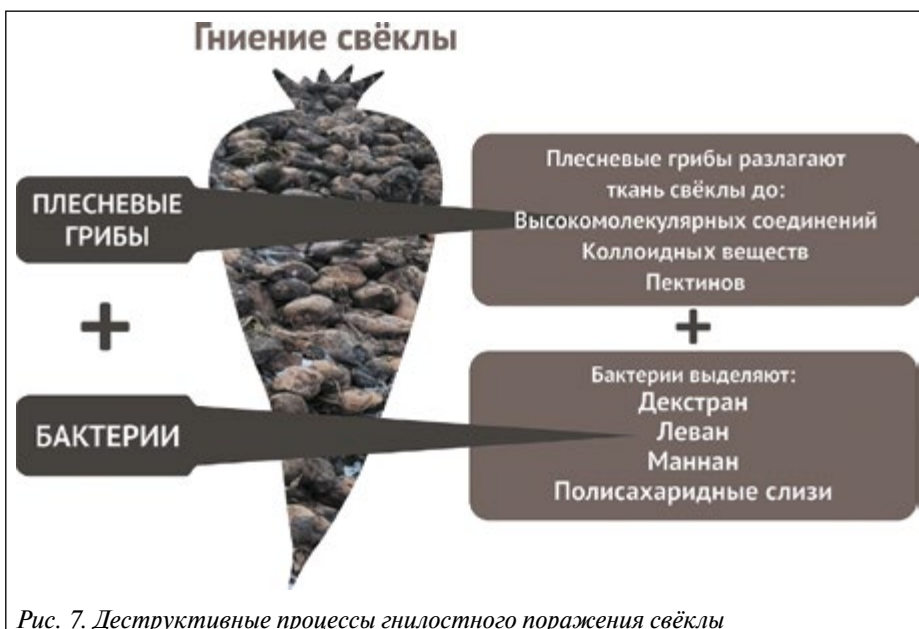 Гниение свёклы
ПЛЕСНЕВЫЕ
ГРИБЫ
+
БАКТЕРИИ
Плесневые грибы разлагают
ткань свёклы до:
Высокомолекулярных соединений
Коллоидных веществ
Пектинов
+
Бактерии выделяют:
Декстран
Леван
Маннан
Полисахаридные слизи
Рис. 7. Деструктивные процессы гнилостного поражения свёклы